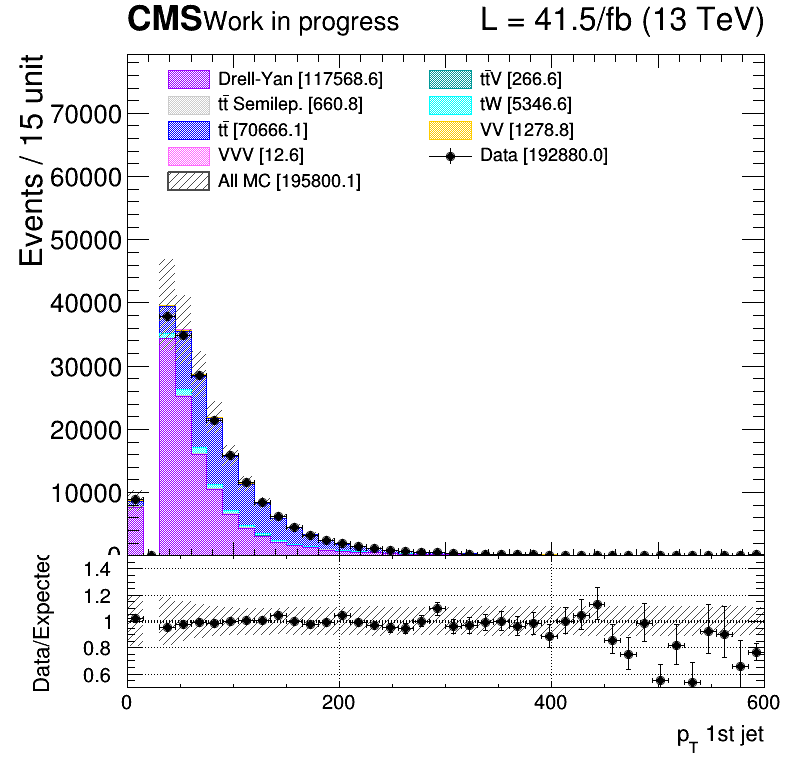 CMS Work in progress L = 41.5/fb (13 TeV)
Events / 15 unit
Drell-Yan [117568.6]
tt̄ Semilep. [660.8]
tt̄ [70666.1]
VVV [12.6]
All MC [195800.1]
tt̄V [266.6]
tW [5346.6]
VV [1278.8]
Data [192880.0]
70000
60000
50000
40000
30000
20000
10000
0
Data/Expected
1.4
1.2
1
0.8
0.6
0 200 400 600
p_T 1st jet